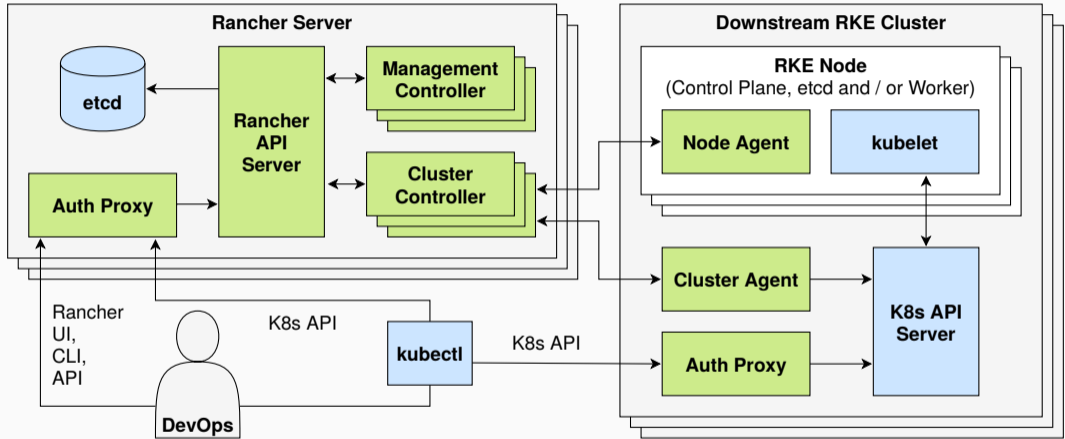 Rancher Server
etcd
Rancher
API
Server
Management
Controller
Cluster
Controller
Auth Proxy
Rancher
UI,
CLI,
API
DevOps
K8s API
kubectl
K8s API
Downstream RKE Cluster
RKE Node
(Control Plane, etcd and / or Worker)
Node Agent
kubelet
Cluster Agent
Auth Proxy
K8s API
Server